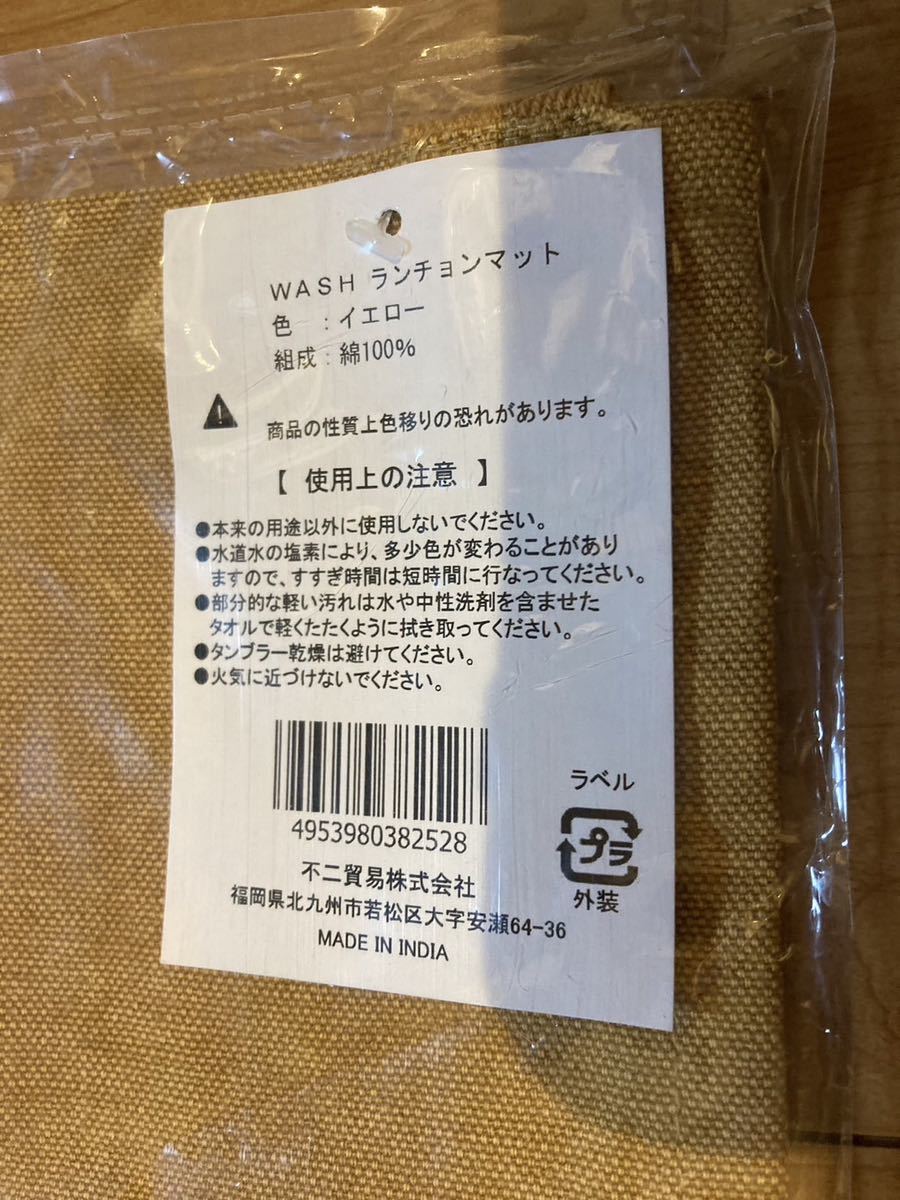 WASH ランチョンマット
色 ：イエロー
組成：綿100%
商品の性質上色移りの恐れがあります。
【 使用上の注意 】
●本来の用途以外に使用しないでください。
●水道水の塩素により、多少色が変わることがあり
ますので、すすぎ時間は短時間に行なってください。
●部分的な軽い汚れは水や中性洗剤を含ませた
タオルで軽くたたくように拭き取ってください。
●タンブラー乾燥は避けてください。
●火気に近づけないでください。
4953980382528
ラベル
プラ
外装
不二貿易株式会社
福岡県北九州市若松区大字安瀬64-36
MADE IN INDIA